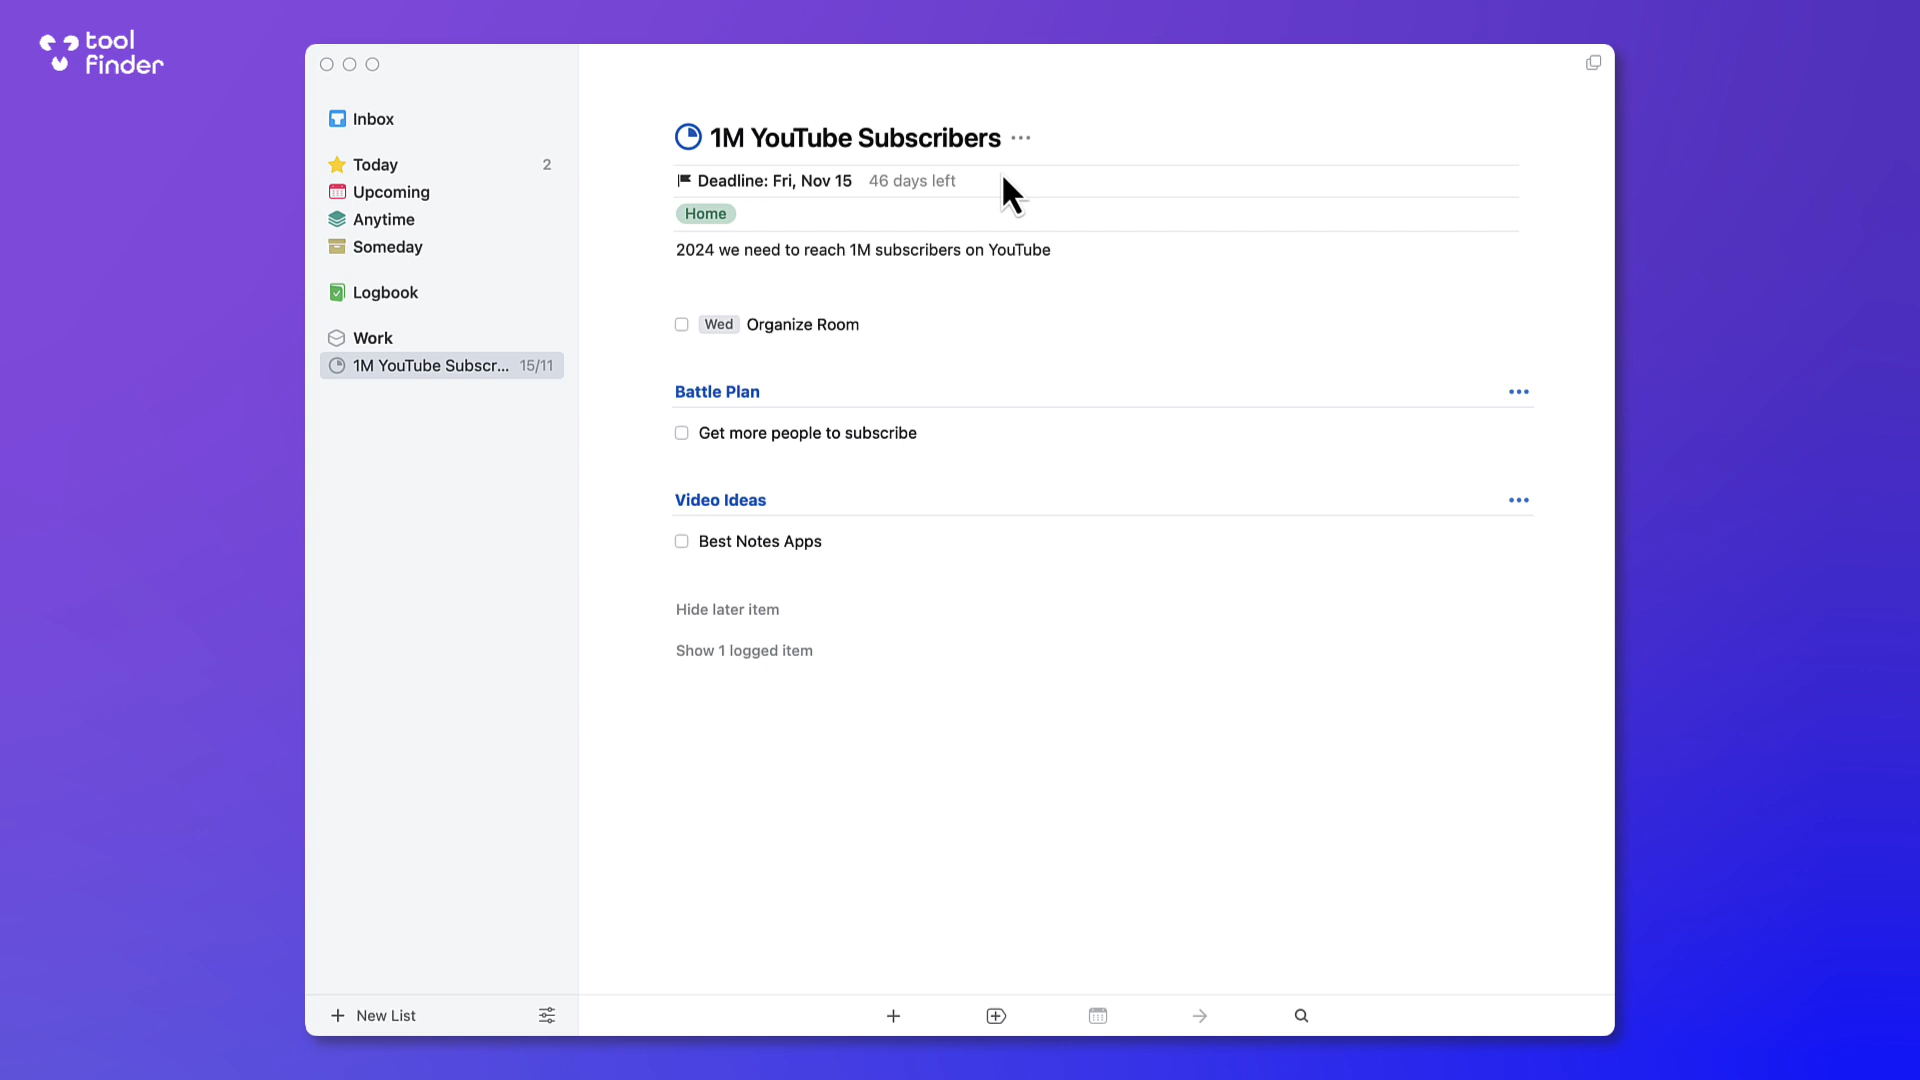 tool
finder
Inbox
Today 2
Upcoming
Anytime
Someday
Logbook
Work
1M YouTube Subscr... 15/11
New List
1M YouTube Subscribers
Deadline: Fri, Nov 15 46 days left
Home
2024 we need to reach 1M subscribers on YouTube
Wed Organize Room
Battle Plan
Get more people to subscribe
Video Ideas
Best Notes Apps
Hide later item
Show 1 logged item